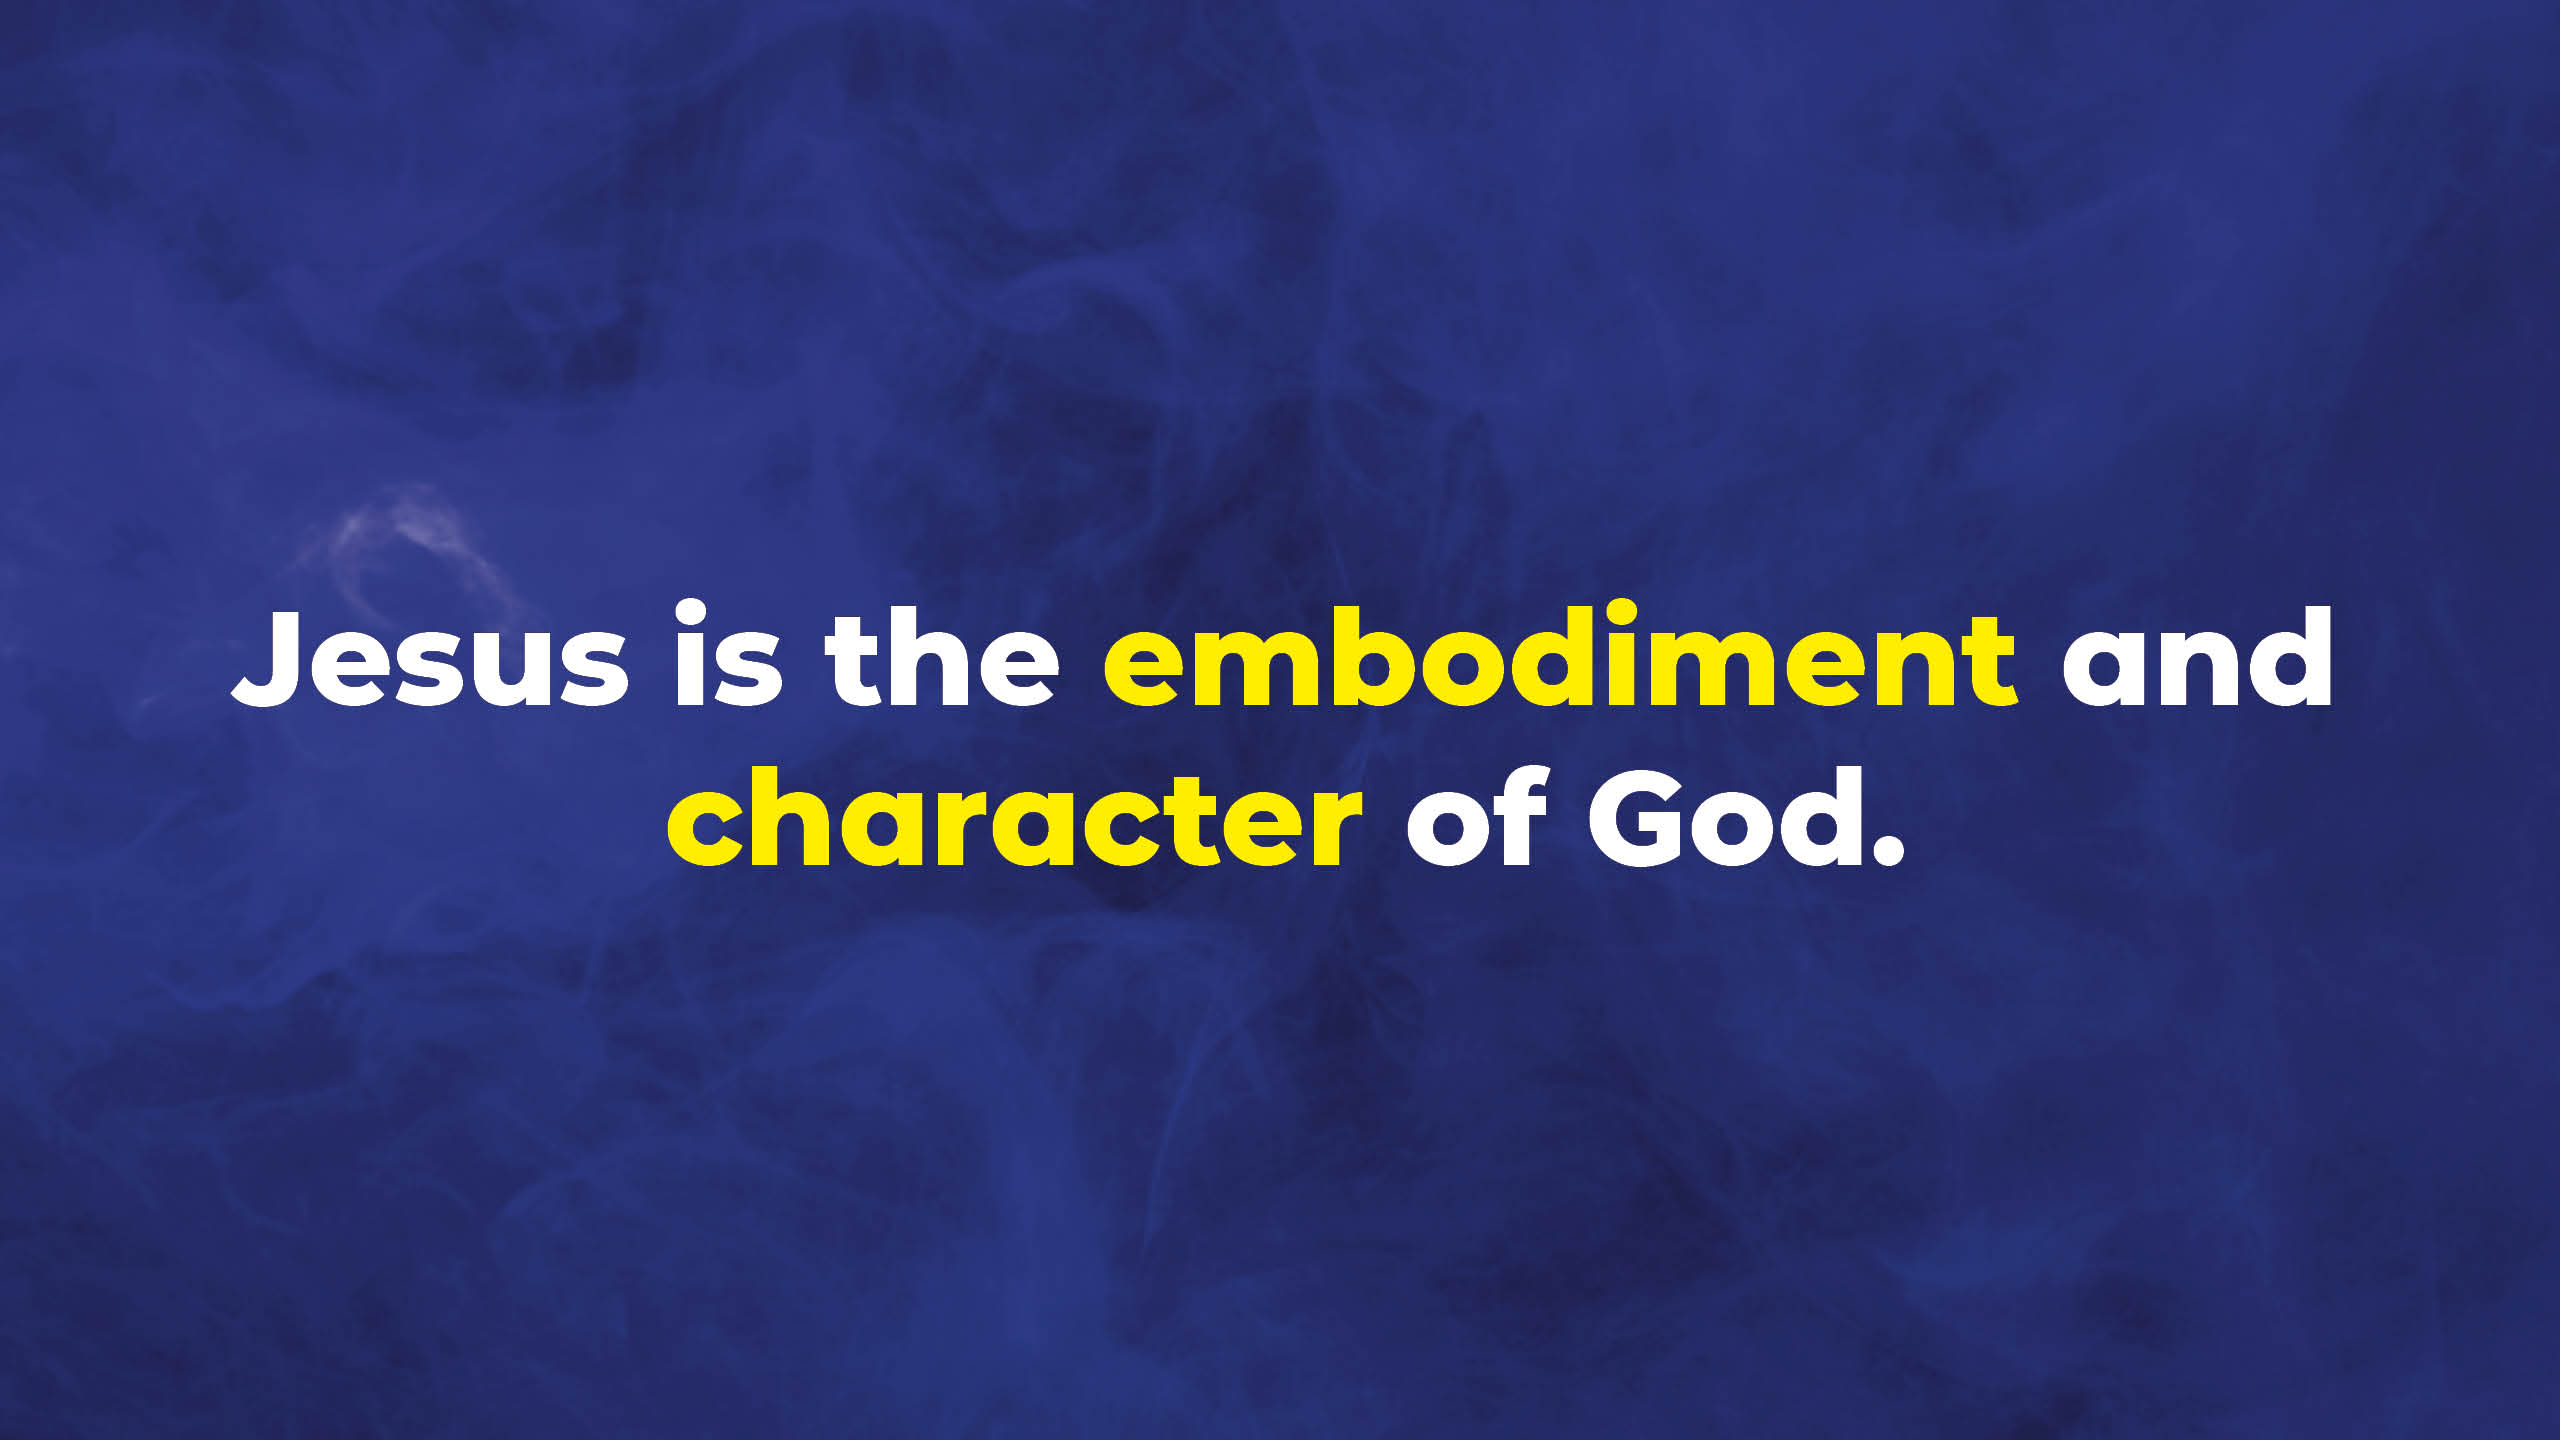 Jesus is the embodiment and
character of God.